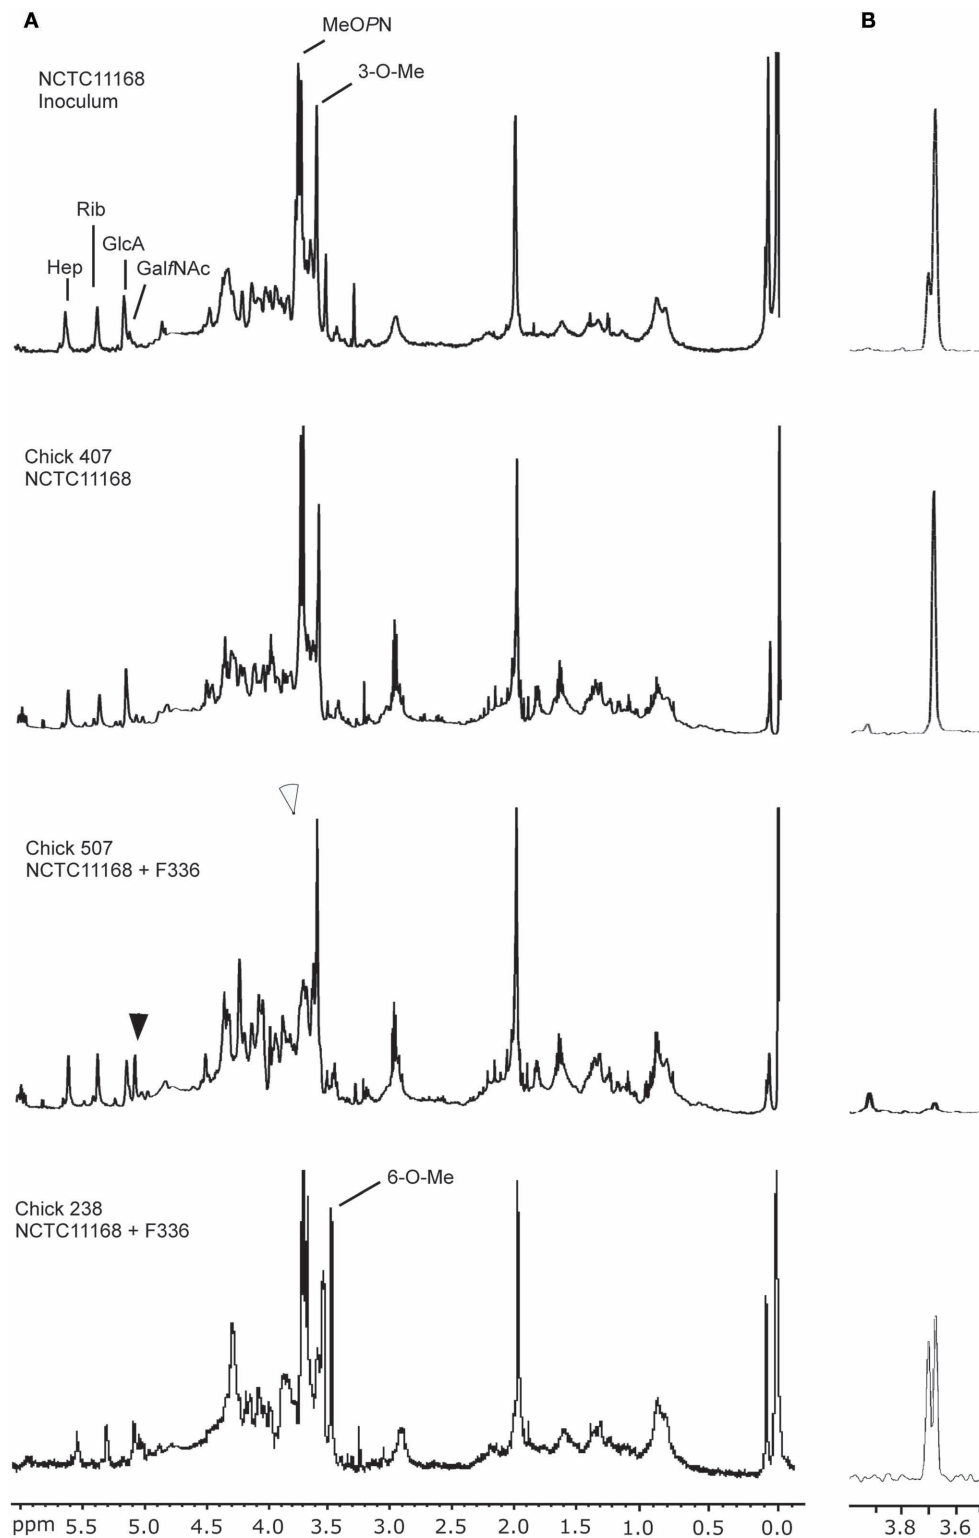 A
B
MeOPN
3-O-Me
NCTC11168
Inoculum
Rib
GlcA
Hep
GalfNAc
Chick 407
NCTC11168
Chick 507
NCTC11168 + F336
6-O-Me
Chick 238
NCTC11168 + F336
ppm 5.5 5.0 4.5 4.0 3.5 3.0 2.5 2.0 1.5 1.0 0.5 0.0
3.8 3.6